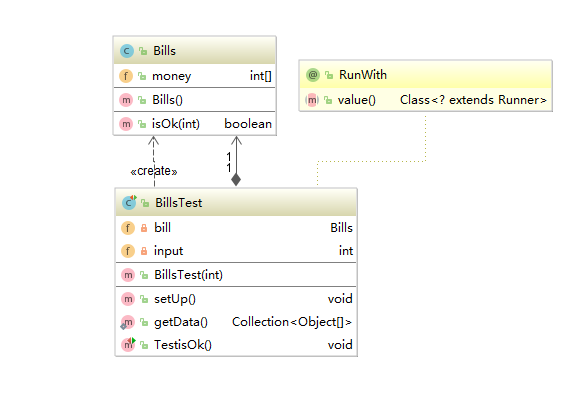 Bills
money int[]
Bills()
isOk(int) boolean
RunWith
value() Class<? extends Runner>
«create»
1
1
BillsTest
bill Bills
input int
BillsTest(int)
setUp() void
getData() Collection<Object[]>
TestisOk() void